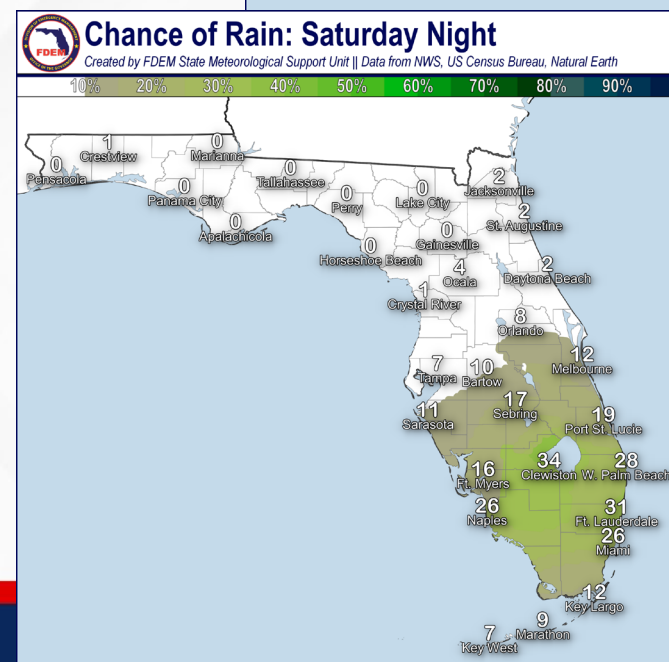 FDEM
Chance of Rain: Saturday Night
Created by FDEM State Meteorological Support Unit || Data from NWS, US Census Bureau, Natural Earth
10% 20% 30% 40% 50% 60% 70% 80% 90%
1
Crestview
0
Marianna
0
Pensacola
0
Tallahassee
0
Panama City
0
Perry
0
Lake City
2
Jacksonville
0
Apalachicola
2
St. Augustine
0
Gainesville
0
Horseshoe Beach
4
Ocala
2
Daytona Beach
1
Crystal River
8
Orlando
7
Tampa
10
Bartow
12
Melbourne
11
Sarasota
17
Sebring
19
Port St. Lucie
16
Ft. Myers
34
Clewiston
28
W. Palm Beach
26
Naples
31
Ft. Lauderdale
26
Miami
12
Key Largo
9
Marathon
7
Key West